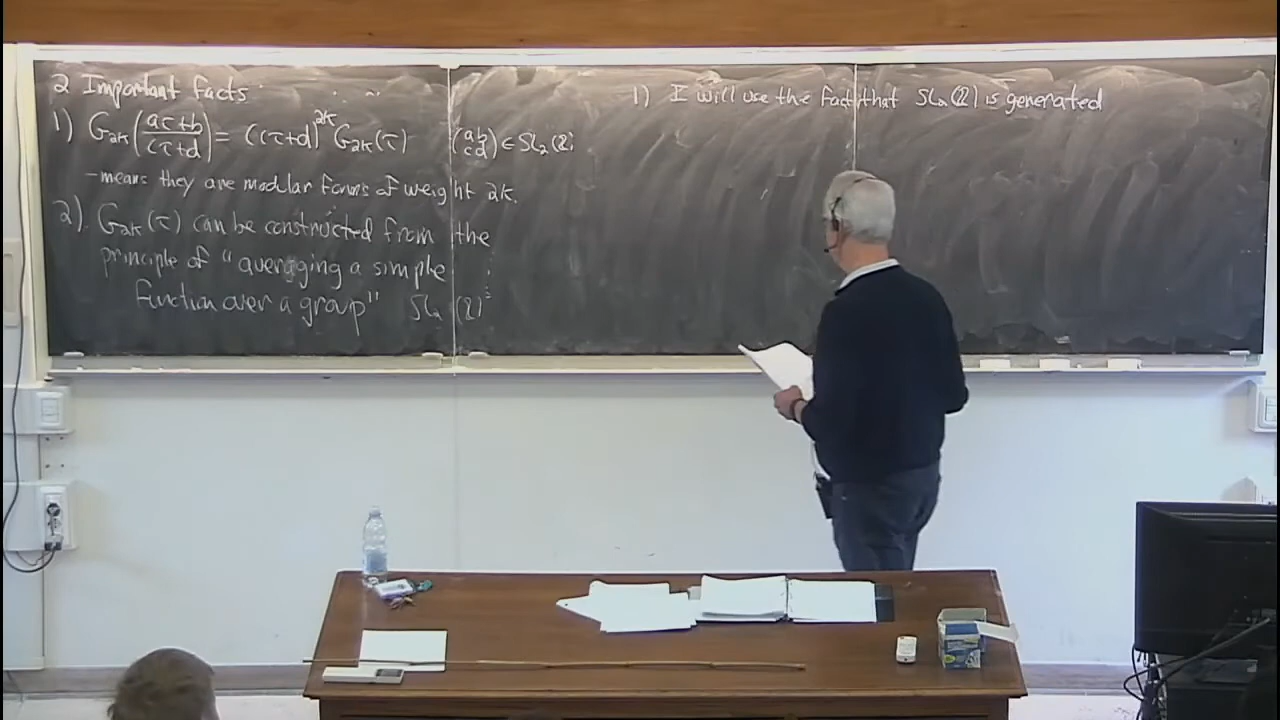 2 Important Facts
1) G₂ₖ(aτ+b / cτ+d) = (cτ+d)²ᵏ G₂ₖ(τ) (a b c d) ∈ SL₂(ℤ)
- means they are modular forms of weight 2k.
2). G₂ₖ(τ) can be constructed from the
principle of "averaging a simple
function over a group" SL₂(ℤ)
1) I will use the fact that SL₂(ℤ) is generated